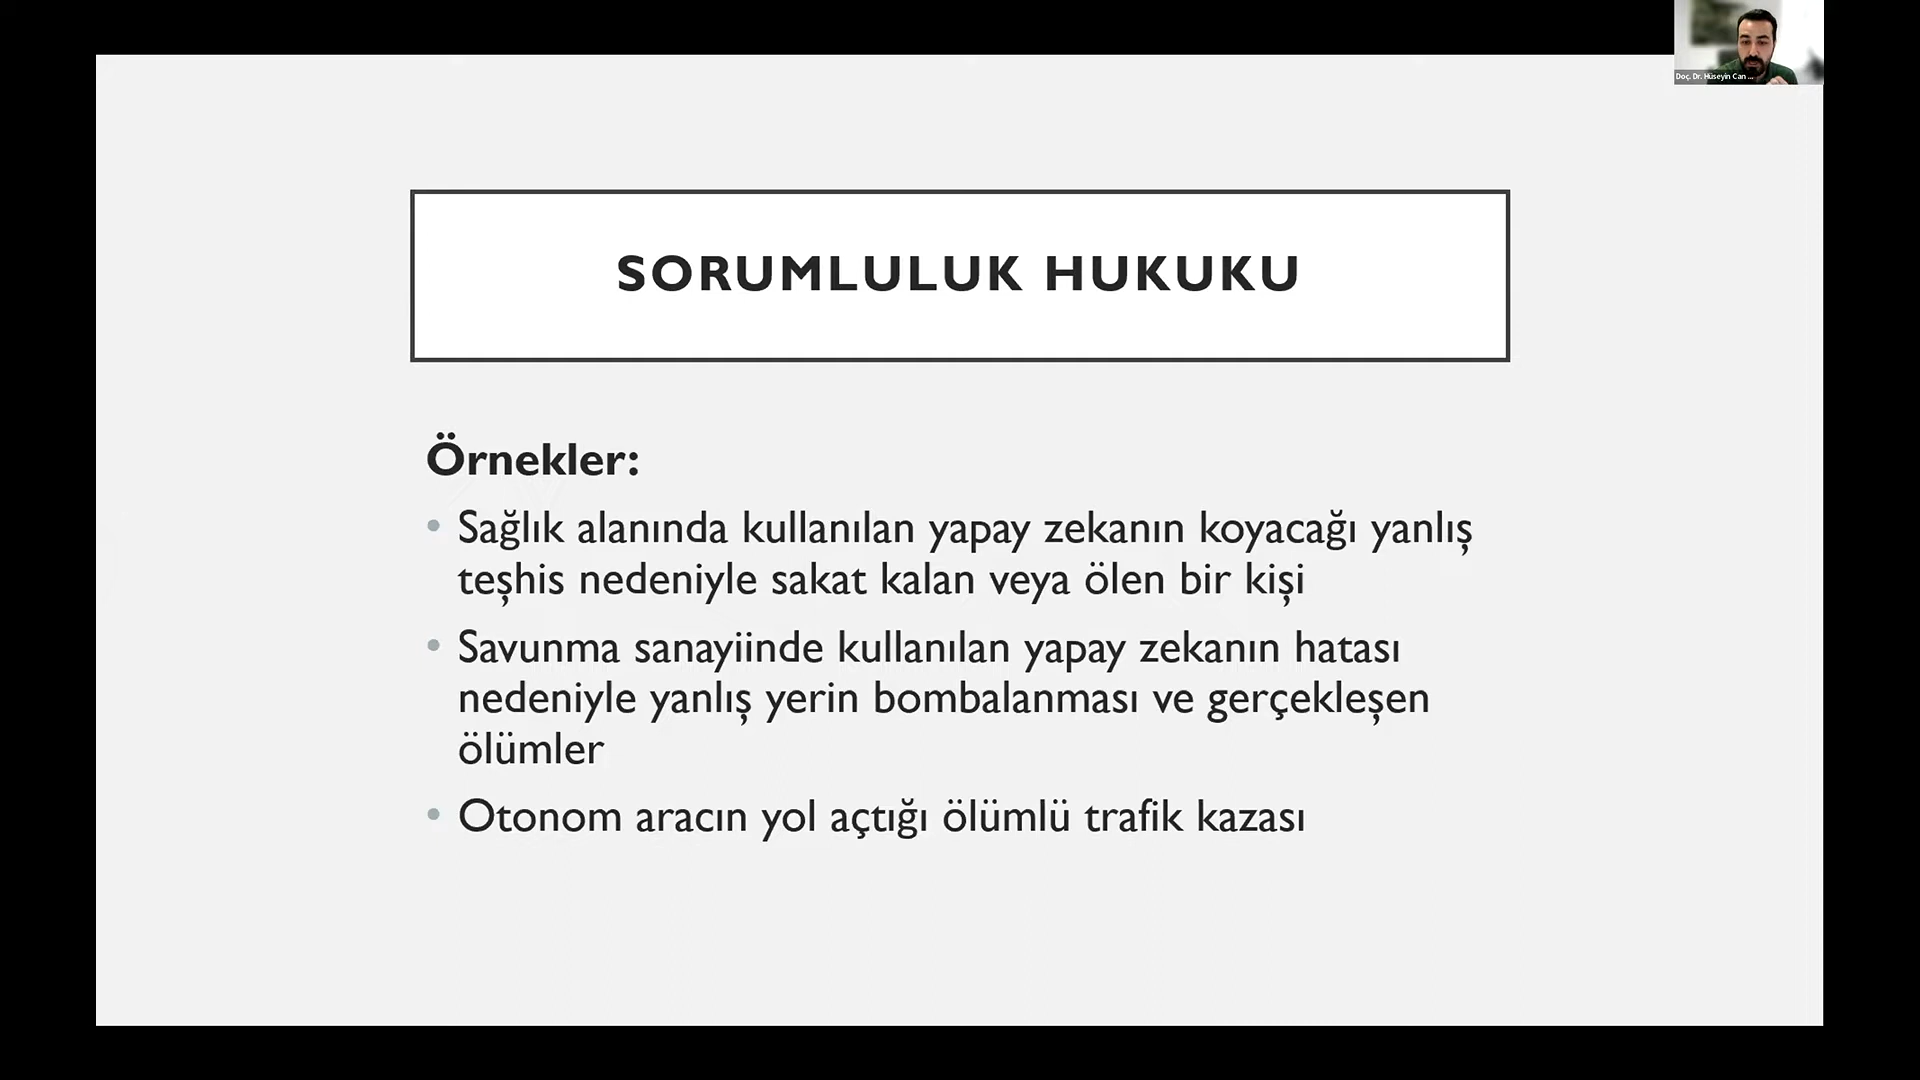 Doç. Dr. Hüseyin Can ...
SORUMLULUK HUKUKU
Örnekler:
• Sağlık alanında kullanılan yapay zekanın koyacağı yanlış
teşhis nedeniyle sakat kalan veya ölen bir kişi
• Savunma sanayiinde kullanılan yapay zekanın hatası
nedeniyle yanlış yerin bombalanması ve gerçekleşen
ölümler
• Otonom aracın yol açtığı ölümlü trafik kazası